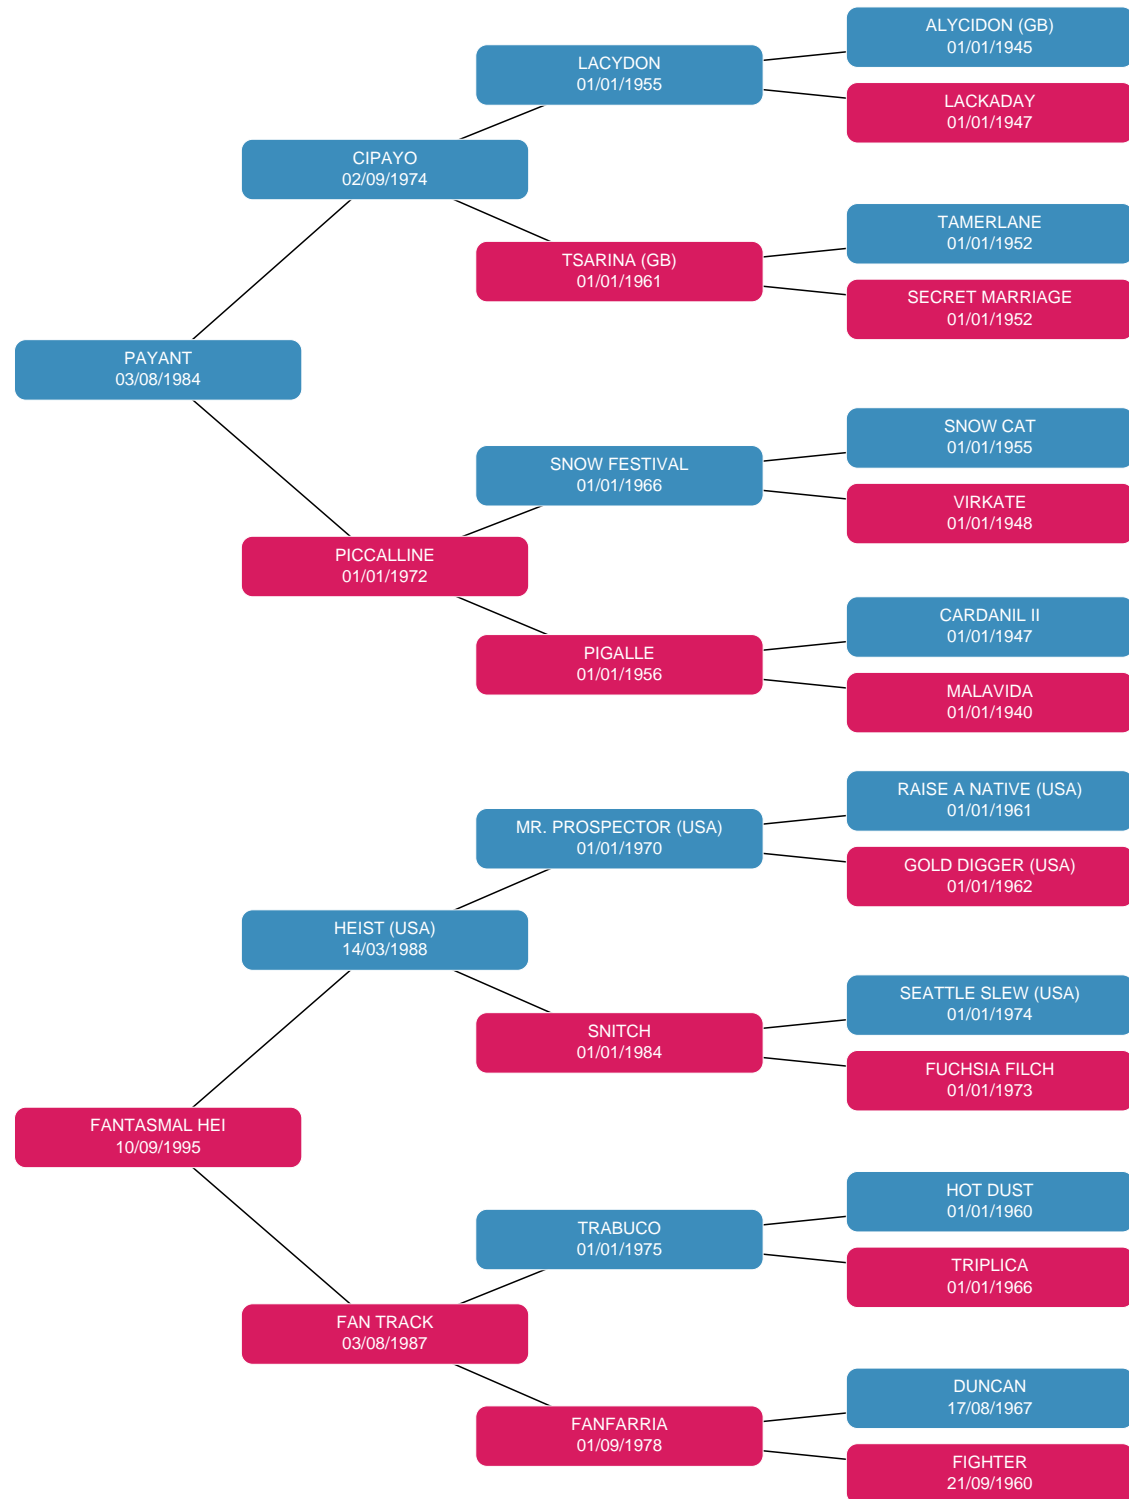 ALYCIDON (GB)
01/01/1945
LACYDON
01/01/1955
LACKADAY
01/01/1947
CIPAYO
02/09/1974
TAMERLANE
01/01/1952
TSARINA (GB)
01/01/1961
SECRET MARRIAGE
01/01/1952
PAYANT
03/08/1984
SNOW CAT
01/01/1955
SNOW FESTIVAL
01/01/1966
VIRKATE
01/01/1948
PICCALLINE
01/01/1972
CARDANIL II
01/01/1947
PIGALLE
01/01/1956
MALAVIDA
01/01/1940
RAISE A NATIVE (USA)
01/01/1961
MR. PROSPECTOR (USA)
01/01/1970
GOLD DIGGER (USA)
01/01/1962
HEIST (USA)
14/03/1988
SEATTLE SLEW (USA)
01/01/1974
SNITCH
01/01/1984
FUCHSIA FILCH
01/01/1973
FANTASMAL HEI
10/09/1995
HOT DUST
01/01/1960
TRABUCO
01/01/1975
TRIPLICA
01/01/1966
FAN TRACK
03/08/1987
DUNCAN
17/08/1967
FANFARRIA
01/09/1978
FIGHTER
21/09/1960